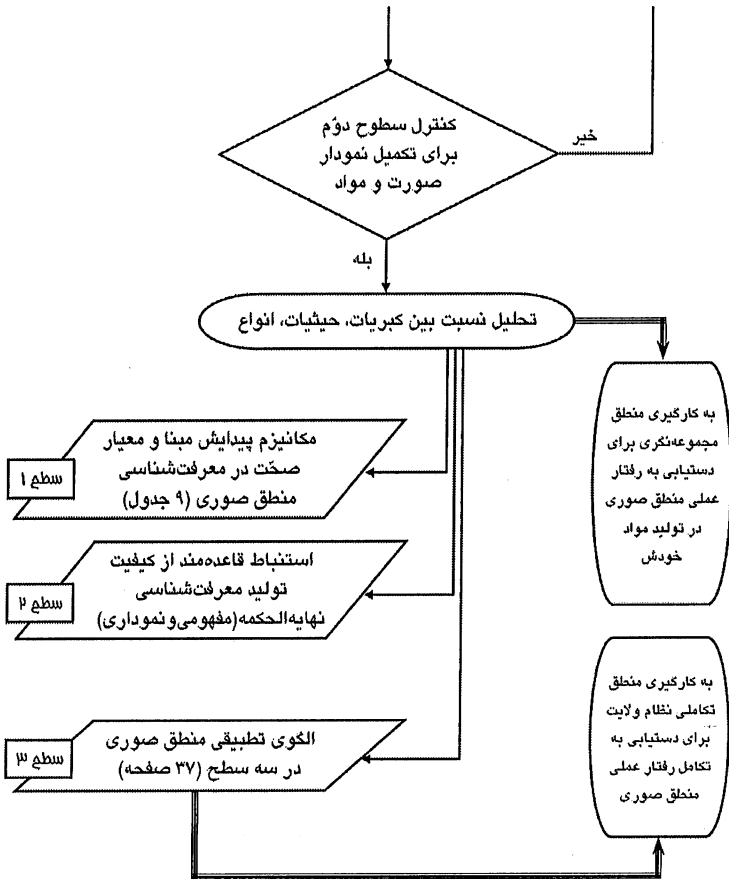 کنترل سطوح دوّم
برای تکمیل نمودار
صورت و مواد
خیر
بله
تحلیل نسبت بین کبریات، حیثیات، انواع
به کارگیری منطق
مجموعه‌نگری برای
دستیابی به رفتار
عملی منطق صوری
در تولید مواد
خودش
مکانیزم پیدایش مبنا و معیار
صحّت در معرفت‌شناسی
منطق صوری (۹ جدول)
سطح ۱
استنباط قاعده‌مند از کیفیت
تولید معرفت‌شناسی
نهایه‌الحکمه(مفهومی‌و‌نموداری)
سطح ۲
به کارگیری منطق
تکاملی نظام ولایت
برای دستیابی به
تکامل رفتار عملی
منطق صوری
الگوی تطبیقی منطق صوری
در سه سطح (۳۷ صفحه)
سطح ۳